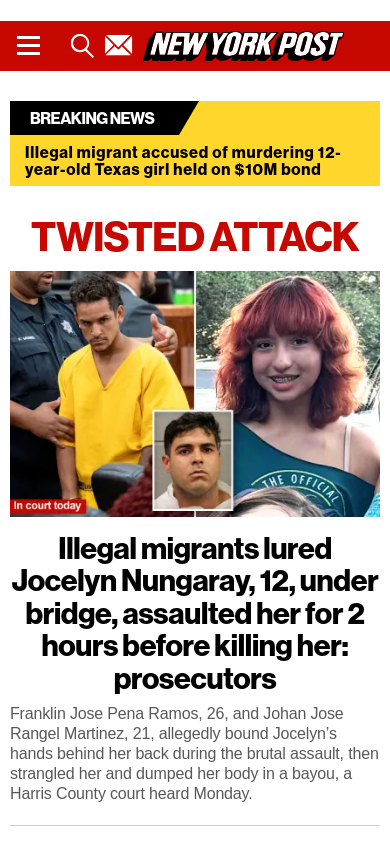 NEW YORK POST
BREAKING NEWS
Illegal migrant accused of murdering 12-
year-old Texas girl held on $10M bond
TWISTED ATTACK
THE OFFICIAL
In court today
Illegal migrants lured
Jocelyn Nungaray, 12, under
bridge, assaulted her for 2
hours before killing her:
prosecutors
Franklin Jose Pena Ramos, 26, and Johan Jose
Rangel Martinez, 21, allegedly bound Jocelyn’s
hands behind her back during the brutal assault, then
strangled her and dumped her body in a bayou, a
Harris County court heard Monday.